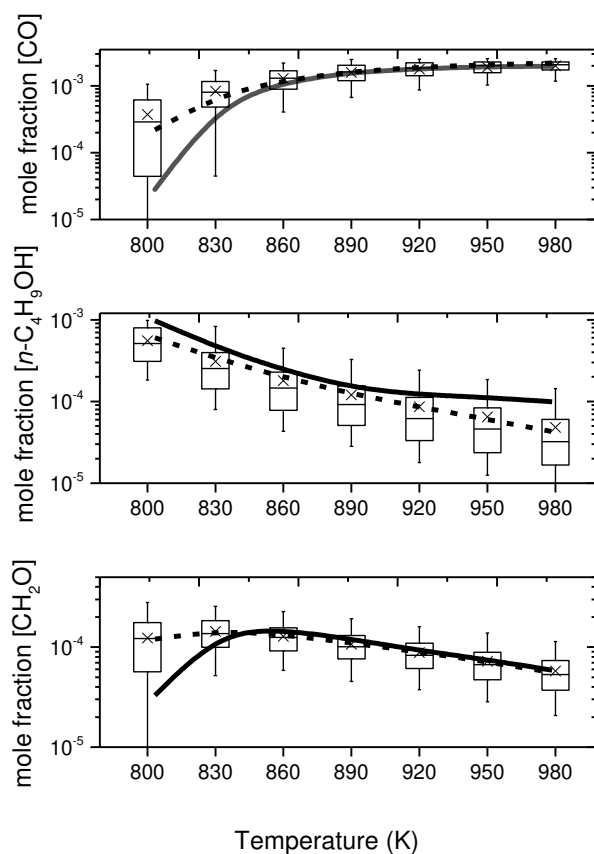 mole fraction [CO]
10⁻³
10⁻⁴
10⁻⁵
800 830 860 890 920 950 980
mole fraction [n-C₄H₉OH]
10⁻³
10⁻⁴
10⁻⁵
800 830 860 890 920 950 980
mole fraction [CH₂O]
10⁻⁴
10⁻⁵
800 830 860 890 920 950 980
Temperature (K)